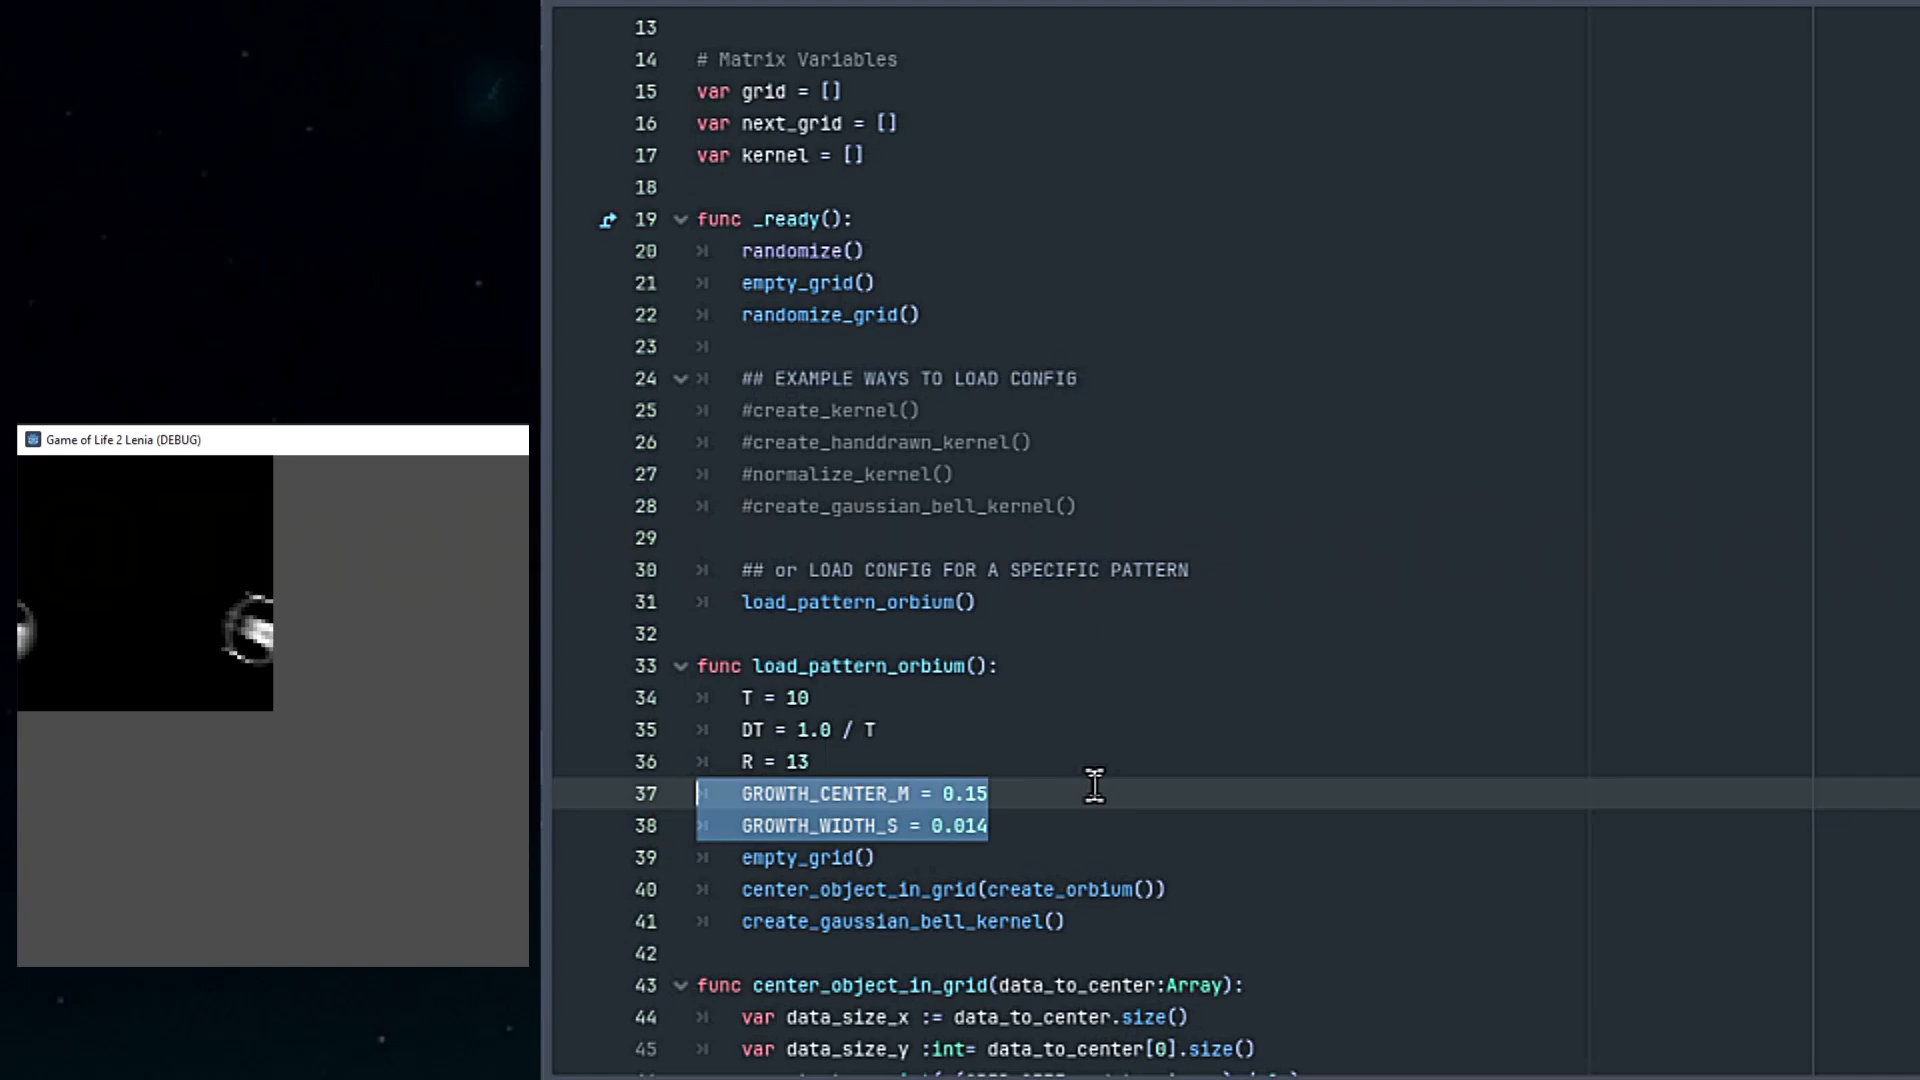 Game of Life 2 Lenia (DEBUG)
13
14 # Matrix Variables
15 var grid = []
16 var next_grid = []
17 var kernel = []
18
19 func _ready():
20 randomize()
21 empty_grid()
22 randomize_grid()
23
24 ## EXAMPLE WAYS TO LOAD CONFIG
25 #create_kernel()
26 #create_handdrawn_kernel()
27 #normalize_kernel()
28 #create_gaussian_bell_kernel()
29
30 ## or LOAD CONFIG FOR A SPECIFIC PATTERN
31 load_pattern_orbium()
32
33 func load_pattern_orbium():
34 T = 10
35 DT = 1.0 / T
36 R = 13
37 GROWTH_CENTER_M = 0.15
38 GROWTH_WIDTH_S = 0.014
39 empty_grid()
40 center_object_in_grid(create_orbium())
41 create_gaussian_bell_kernel()
42
43 func center_object_in_grid(data_to_center:Array):
44 var data_size_x := data_to_center.size()
45 var data_size_y :int= data_to_center[0].size()